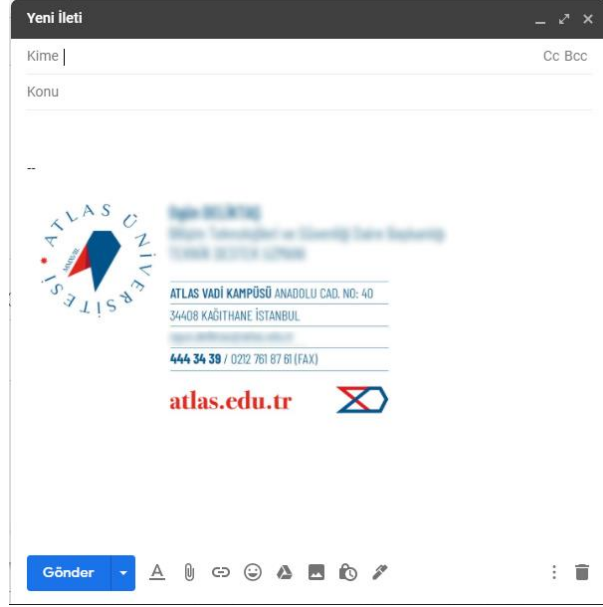 Yeni İleti
Kime Cc Bcc
Konu
--
ATLAS ÜNİVERSİTESİ
ATLAS VADİ KAMPÜSÜ ANADOLU CAD. NO: 40
34408 KAĞITHANE İSTANBUL
444 34 39 / 0212 761 87 61 (FAX)
atlas.edu.tr
Gönder